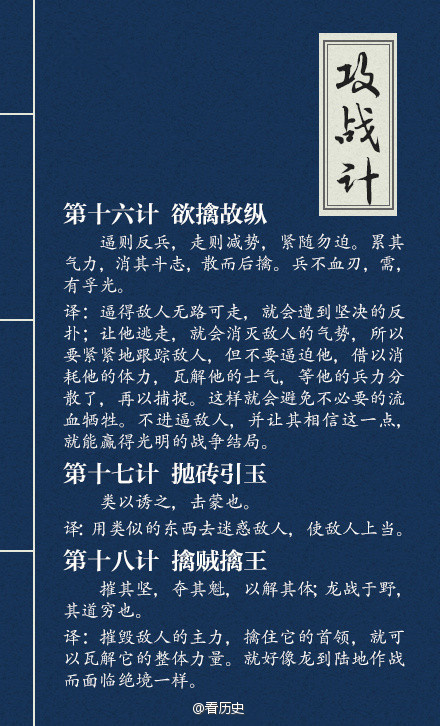 攻战计
第十六计 欲擒故纵
逼则反兵，走则减势，紧随勿迫。累其
气力，消其斗志，散而后擒。兵不血刃，需，
有孚光。
译：逼得敌人无路可走，就会遭到坚决的反
扑；让他逃走，就会消灭敌人的气势，所以
要紧紧地跟踪敌人，但不要逼迫他，借以消
耗他的体力，瓦解他的士气，等他的兵力分
散了，再以捕捉。这样就会避免不必要的流
血牺牲。不进逼敌人，并让其相信这一点，
就能赢得光明的战争结局。
第十七计 抛砖引玉
类以诱之，击蒙也。
译：用类似的东西去迷惑敌人，使敌人上当。
第十八计 擒贼擒王
摧其坚，夺其魁，以解其体；龙战于野，
其道穷也。
译：摧毁敌人的主力，擒住它的首领，就可
以瓦解它的整体力量。就好像龙到陆地作战
而面临绝境一样。
@看历史